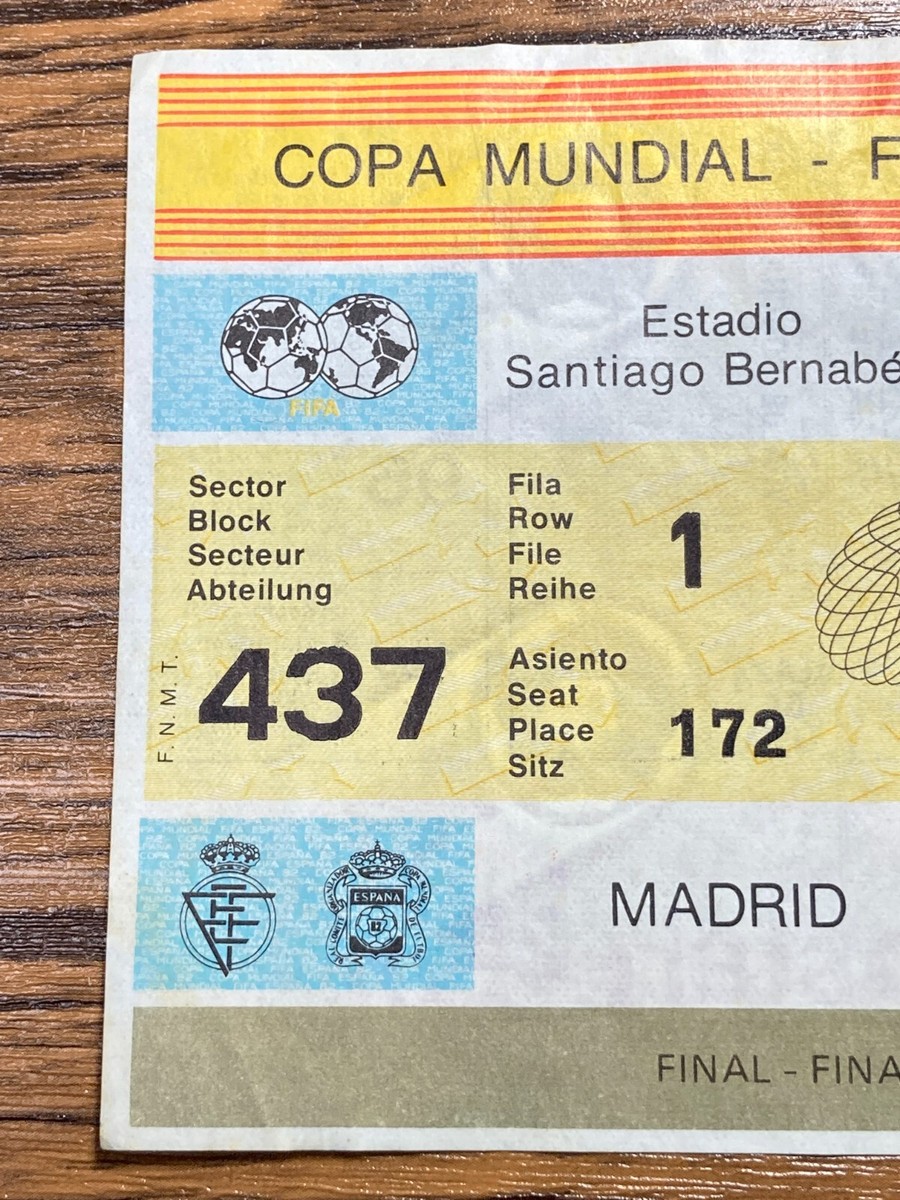 COPA MUNDIAL - F
FIFA
Estadio
Santiago Bernabé
Sector
Block
Secteur
Abteilung
437
F. N. M. T.
Fila
Row
File
Reihe
1
Asiento
Seat
Place
Sitz
172
ESPAÑA
82
MADRID
FINAL - FINA